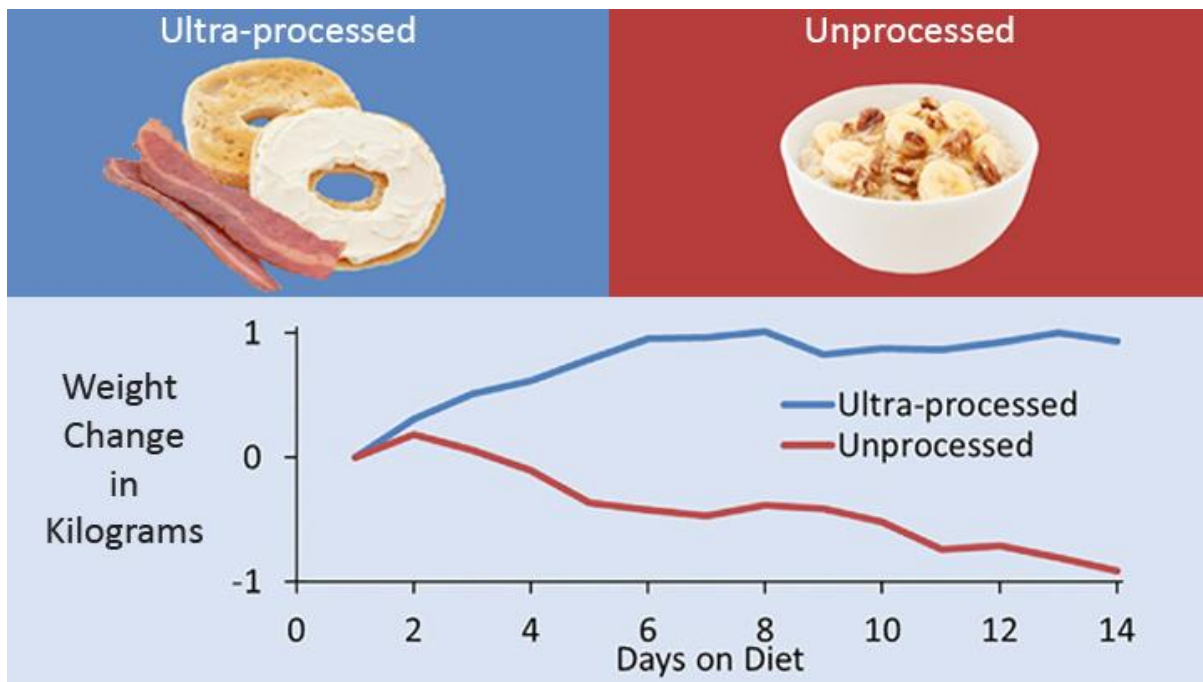 Ultra-processed
Unprocessed
1
0
-1
Weight
Change
in
Kilograms
Ultra-processed
Unprocessed
0 2 4 6 8 10 12 14
Days on Diet